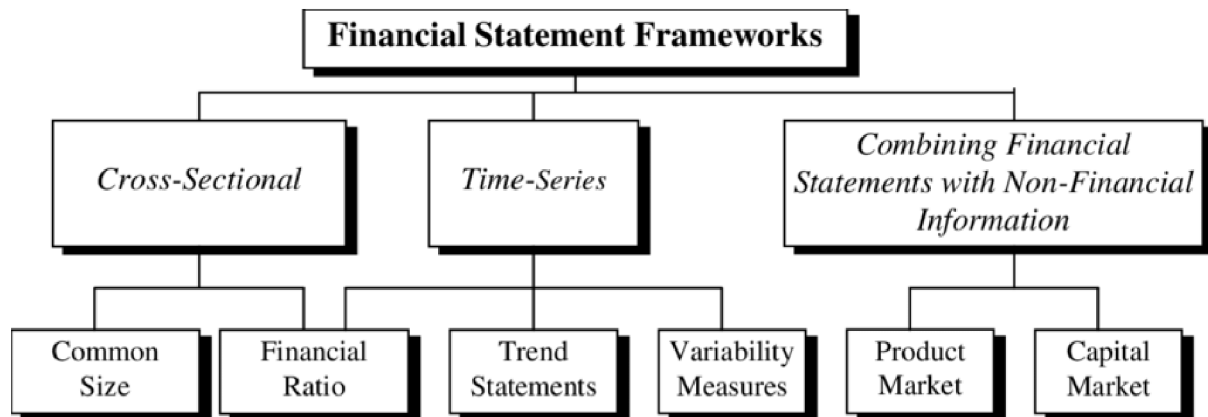 Financial Statement Frameworks
Cross-Sectional
Time-Series
Combining Financial
Statements with Non-Financial
Information
Common
Size
Financial
Ratio
Trend
Statements
Variability
Measures
Product
Market
Capital
Market